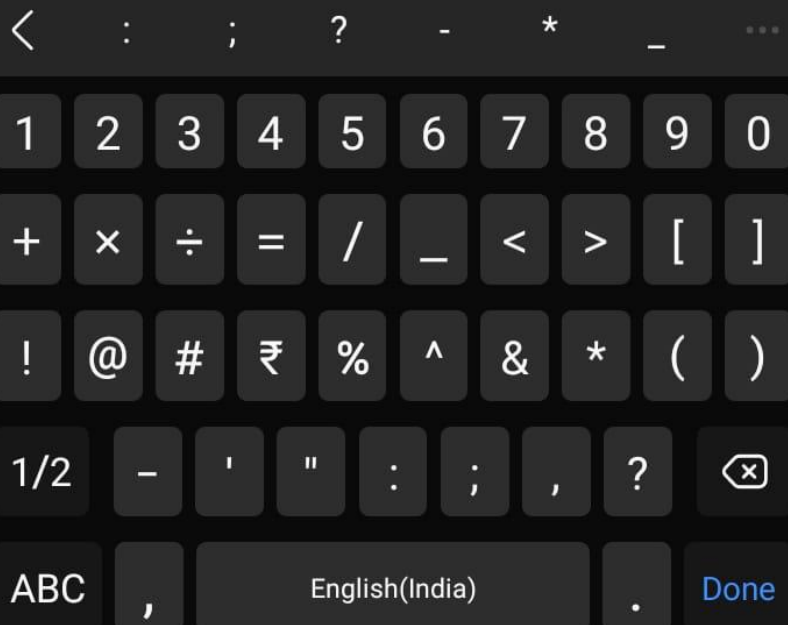 : ; ? - * _ ...
1 2 3 4 5 6 7 8 9 0
+ × ÷ = / _ < > [ ]
! @ # ₹ % ^ & * ( )
1/2 - ' " : ; , ?
ABC , English(India) . Done